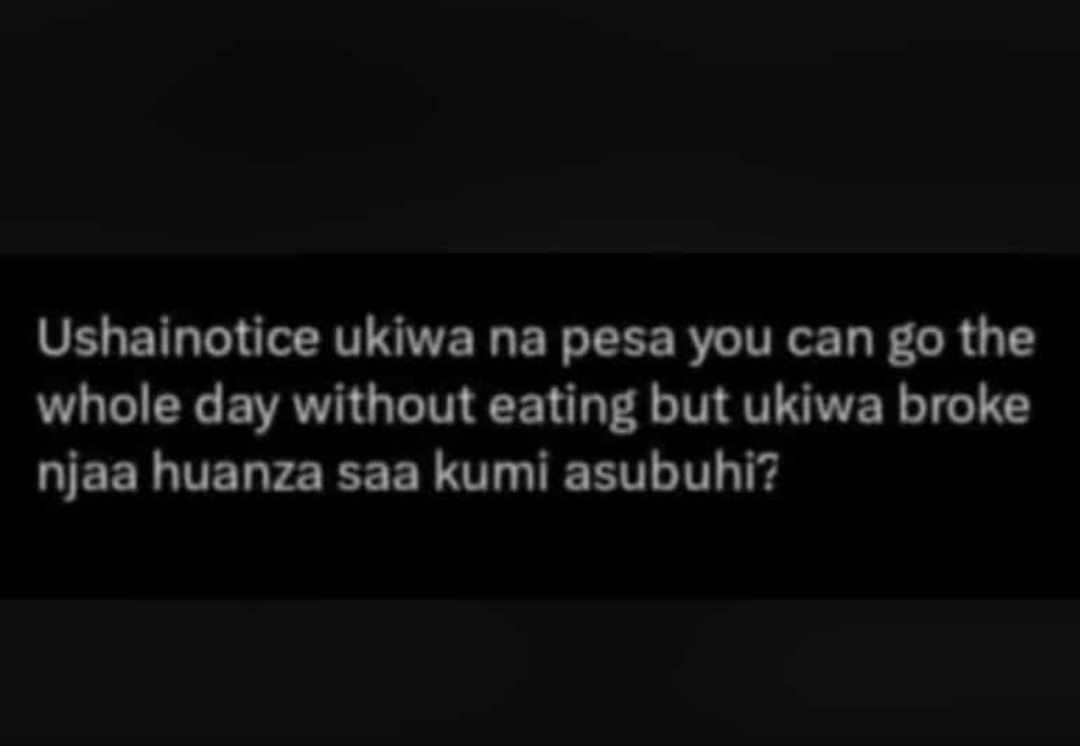 Ushainotice ukiwa na pesa you can go the
whole day without eating but ukiwa broke
njaa huanza saa kumi asubuhi?